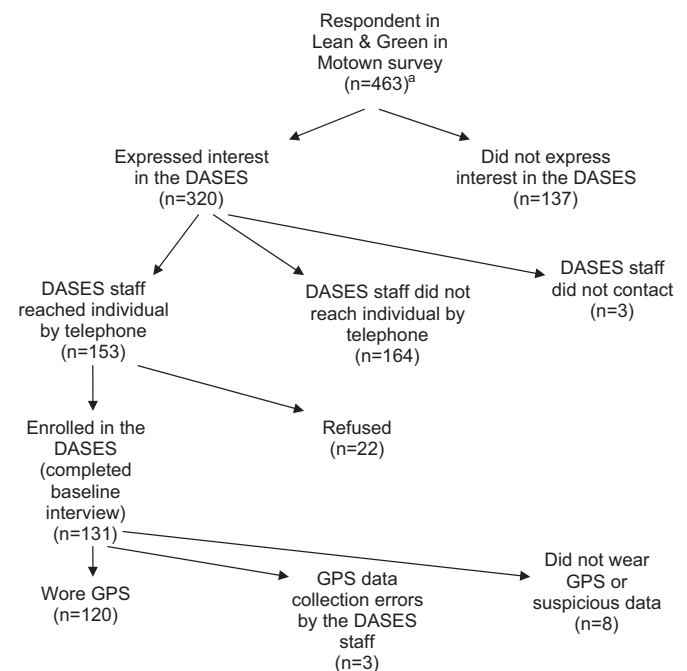 Respondent in
Lean & Green in
Motown survey
(n=463)a
Expressed interest
in the DASES
(n=320)
Did not express
interest in the DASES
(n=137)
DASES staff
reached individual
by telephone
(n=153)
DASES staff did not
reach individual by
telephone
(n=164)
DASES staff
did not contact
(n=3)
Enrolled in the
DASES
(completed
baseline
interview)
(n=131)
Refused
(n=22)
Wore GPS
(n=120)
GPS data
collection errors
by the DASES
staff
(n=3)
Did not wear
GPS or
suspicious data
(n=8)